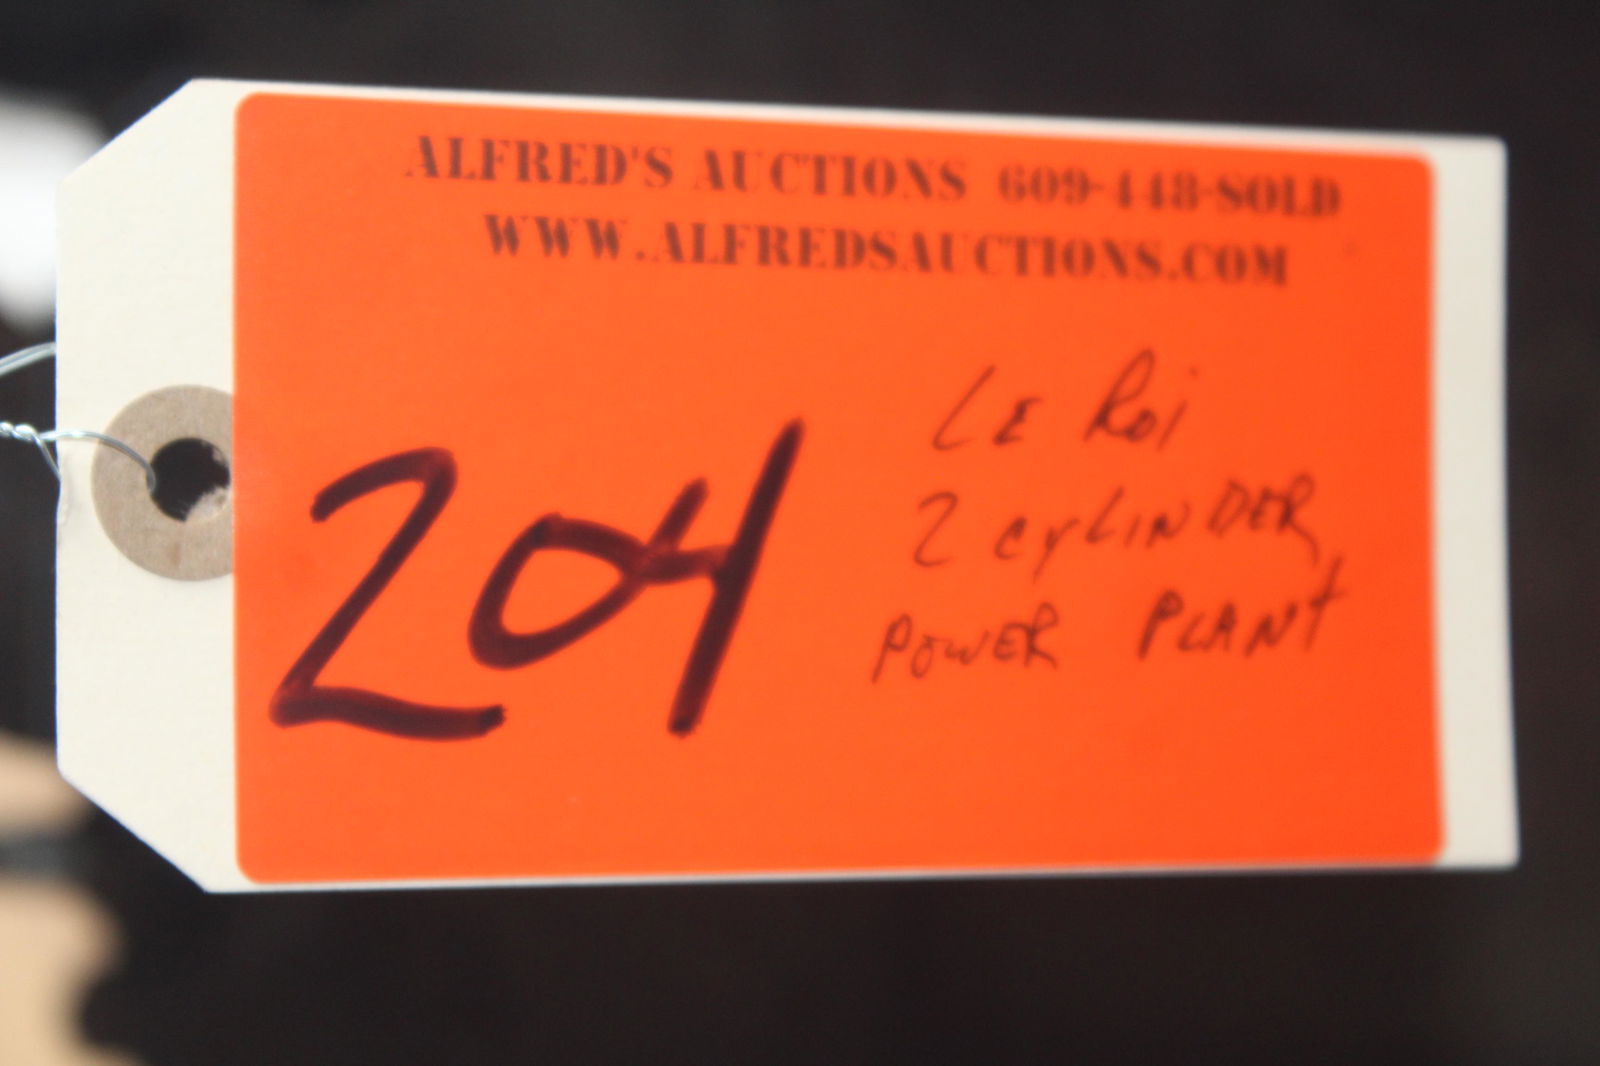 ALFRED'S AUCTIONS 609-448-SOLD
WWW.ALFREDSAUCTIONS.COM
204
LE ROi
2 CYLINDER
POWER PLANT